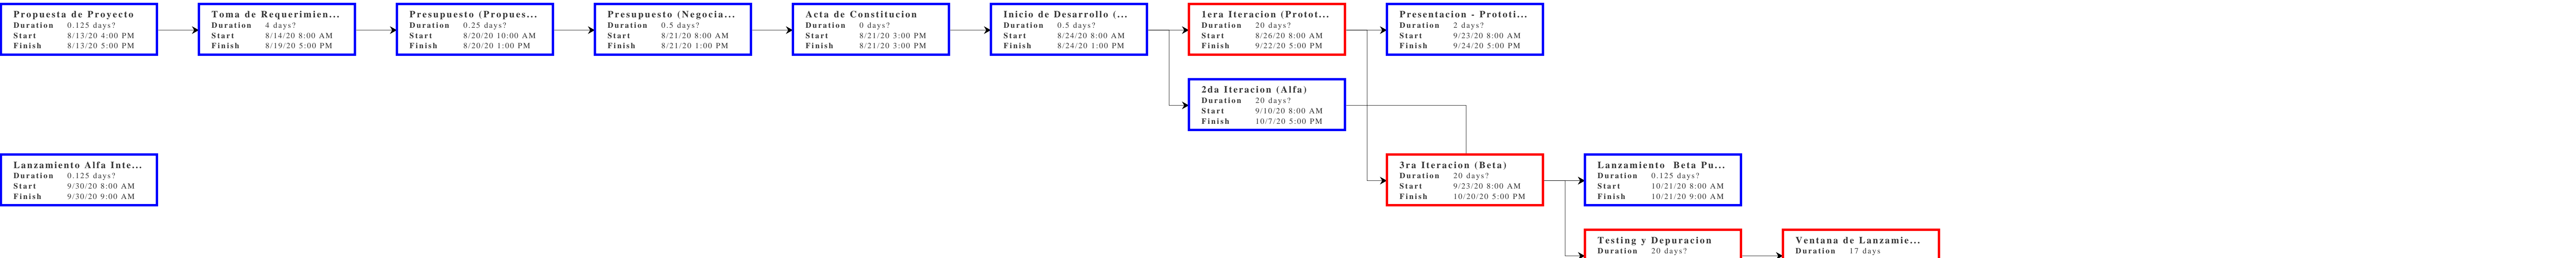 Propuesta de Proyecto
Duration 0.125 days?
Start 8/13/20 4:00 PM
Finish 8/13/20 5:00 PM
Toma de Requerimien...
Duration 4 days?
Start 8/14/20 8:00 AM
Finish 8/19/20 5:00 PM
Presupuesto (Propues...
Duration 0.25 days?
Start 8/20/20 10:00 AM
Finish 8/20/20 1:00 PM
Presupuesto (Negocia...
Duration 0.5 days?
Start 8/21/20 8:00 AM
Finish 8/21/20 1:00 PM
Acta de Constitucion
Duration 0 days?
Start 8/21/20 3:00 PM
Finish 8/21/20 3:00 PM
Inicio de Desarrollo (...
Duration 0.5 days?
Start 8/24/20 8:00 AM
Finish 8/24/20 1:00 PM
1era Iteracion (Protot...
Duration 20 days?
Start 8/26/20 8:00 AM
Finish 9/22/20 5:00 PM
Presentacion - Prototi...
Duration 2 days?
Start 9/23/20 8:00 AM
Finish 9/24/20 5:00 PM
2da Iteracion (Alfa)
Duration 20 days?
Start 9/10/20 8:00 AM
Finish 10/7/20 5:00 PM
Lanzamiento Alfa Inte...
Duration 0.125 days?
Start 9/30/20 8:00 AM
Finish 9/30/20 9:00 AM
3ra Iteracion (Beta)
Duration 20 days?
Start 9/23/20 8:00 AM
Finish 10/20/20 5:00 PM
Lanzamiento Beta Pu...
Duration 0.125 days?
Start 10/21/20 8:00 AM
Finish 10/21/20 9:00 AM
Testing y Depuracion
Duration 20 days?
Ventana de Lanzamie...
Duration 17 days